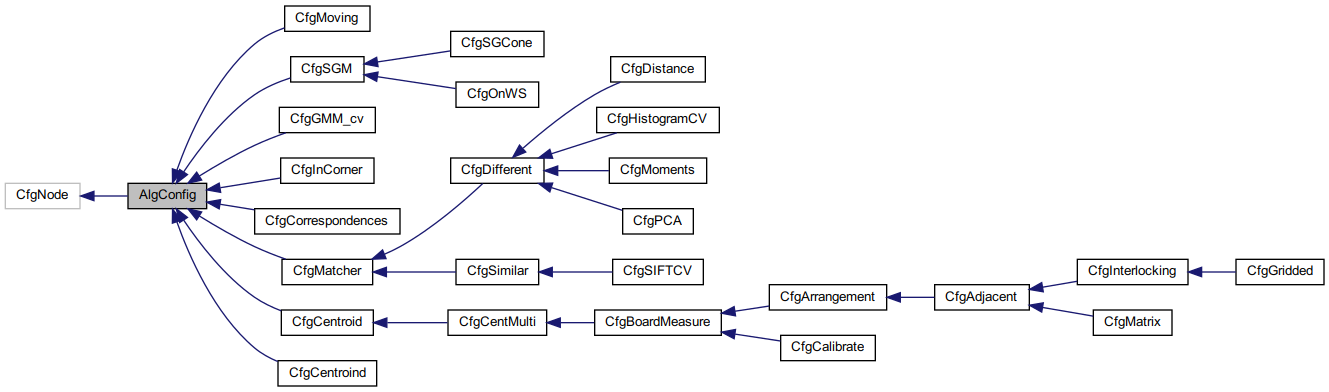 CfgNode
AlgConfig
CfgMoving
CfgSGM
CfgSGCone
CfgOnWS
CfgGMM_cv
CfgInCorner
CfgCorrespondences
CfgMatcher
CfgDifferent
CfgDistance
CfgHistogramCV
CfgMoments
CfgPCA
CfgSimilar
CfgSIFTCV
CfgCentroid
CfgCentMulti
CfgBoardMeasure
CfgArrangement
CfgAdjacent
CfgInterlocking
CfgGridded
CfgMatrix
CfgCalibrate
CfgCentroind